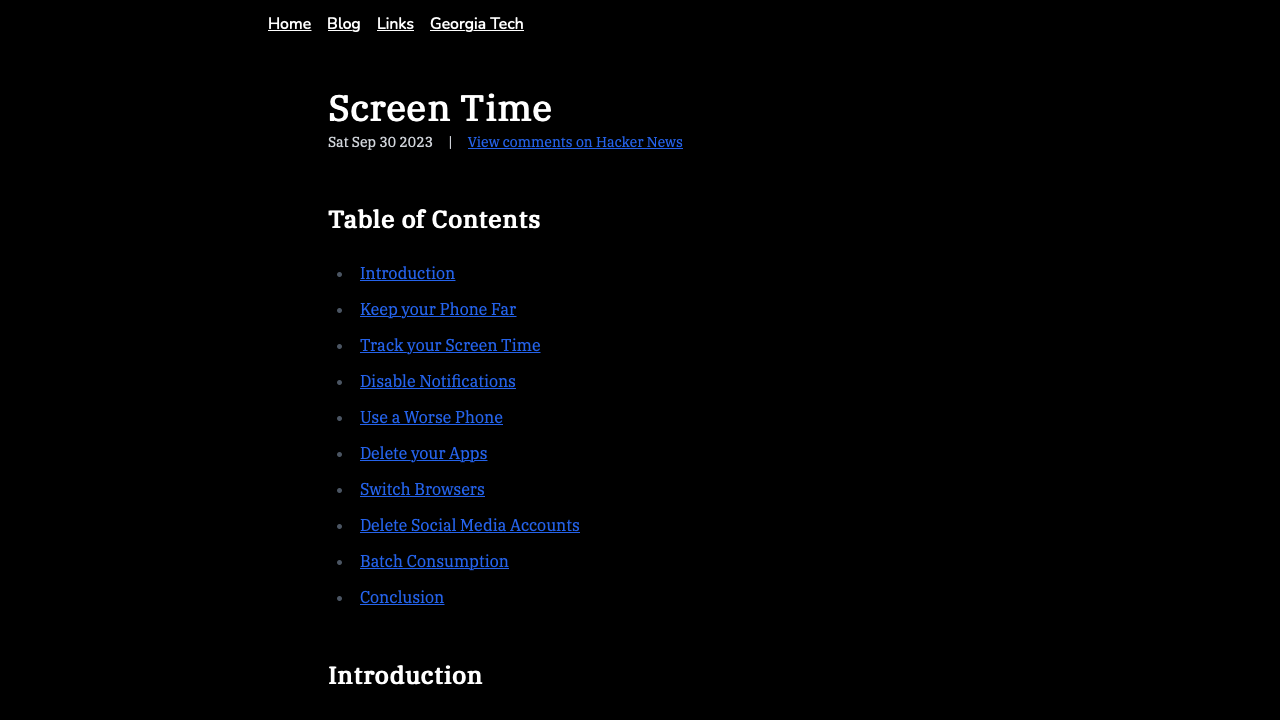 Home Blog Links Georgia Tech
Screen Time
Sat Sep 30 2023 | View comments on Hacker News
Table of Contents
Introduction
Keep your Phone Far
Track your Screen Time
Disable Notifications
Use a Worse Phone
Delete your Apps
Switch Browsers
Delete Social Media Accounts
Batch Consumption
Conclusion
Introduction